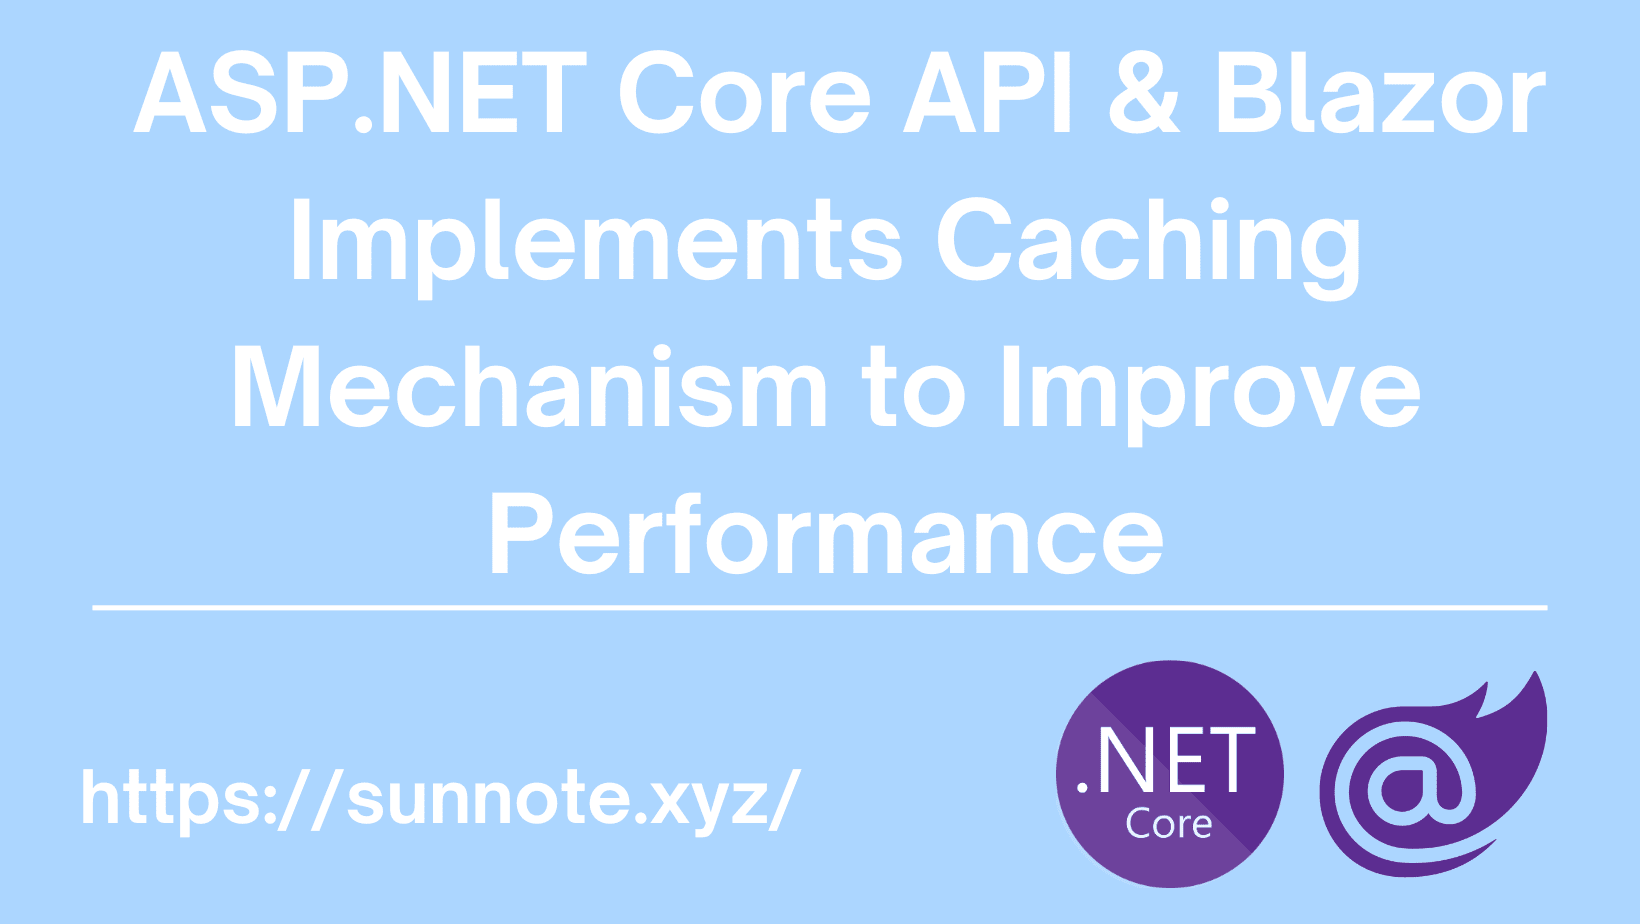 ASP.NET Core API & Blazor
Implements Caching
Mechanism to Improve
Performance
https://sunnote.xyz/
.NET
Core
@